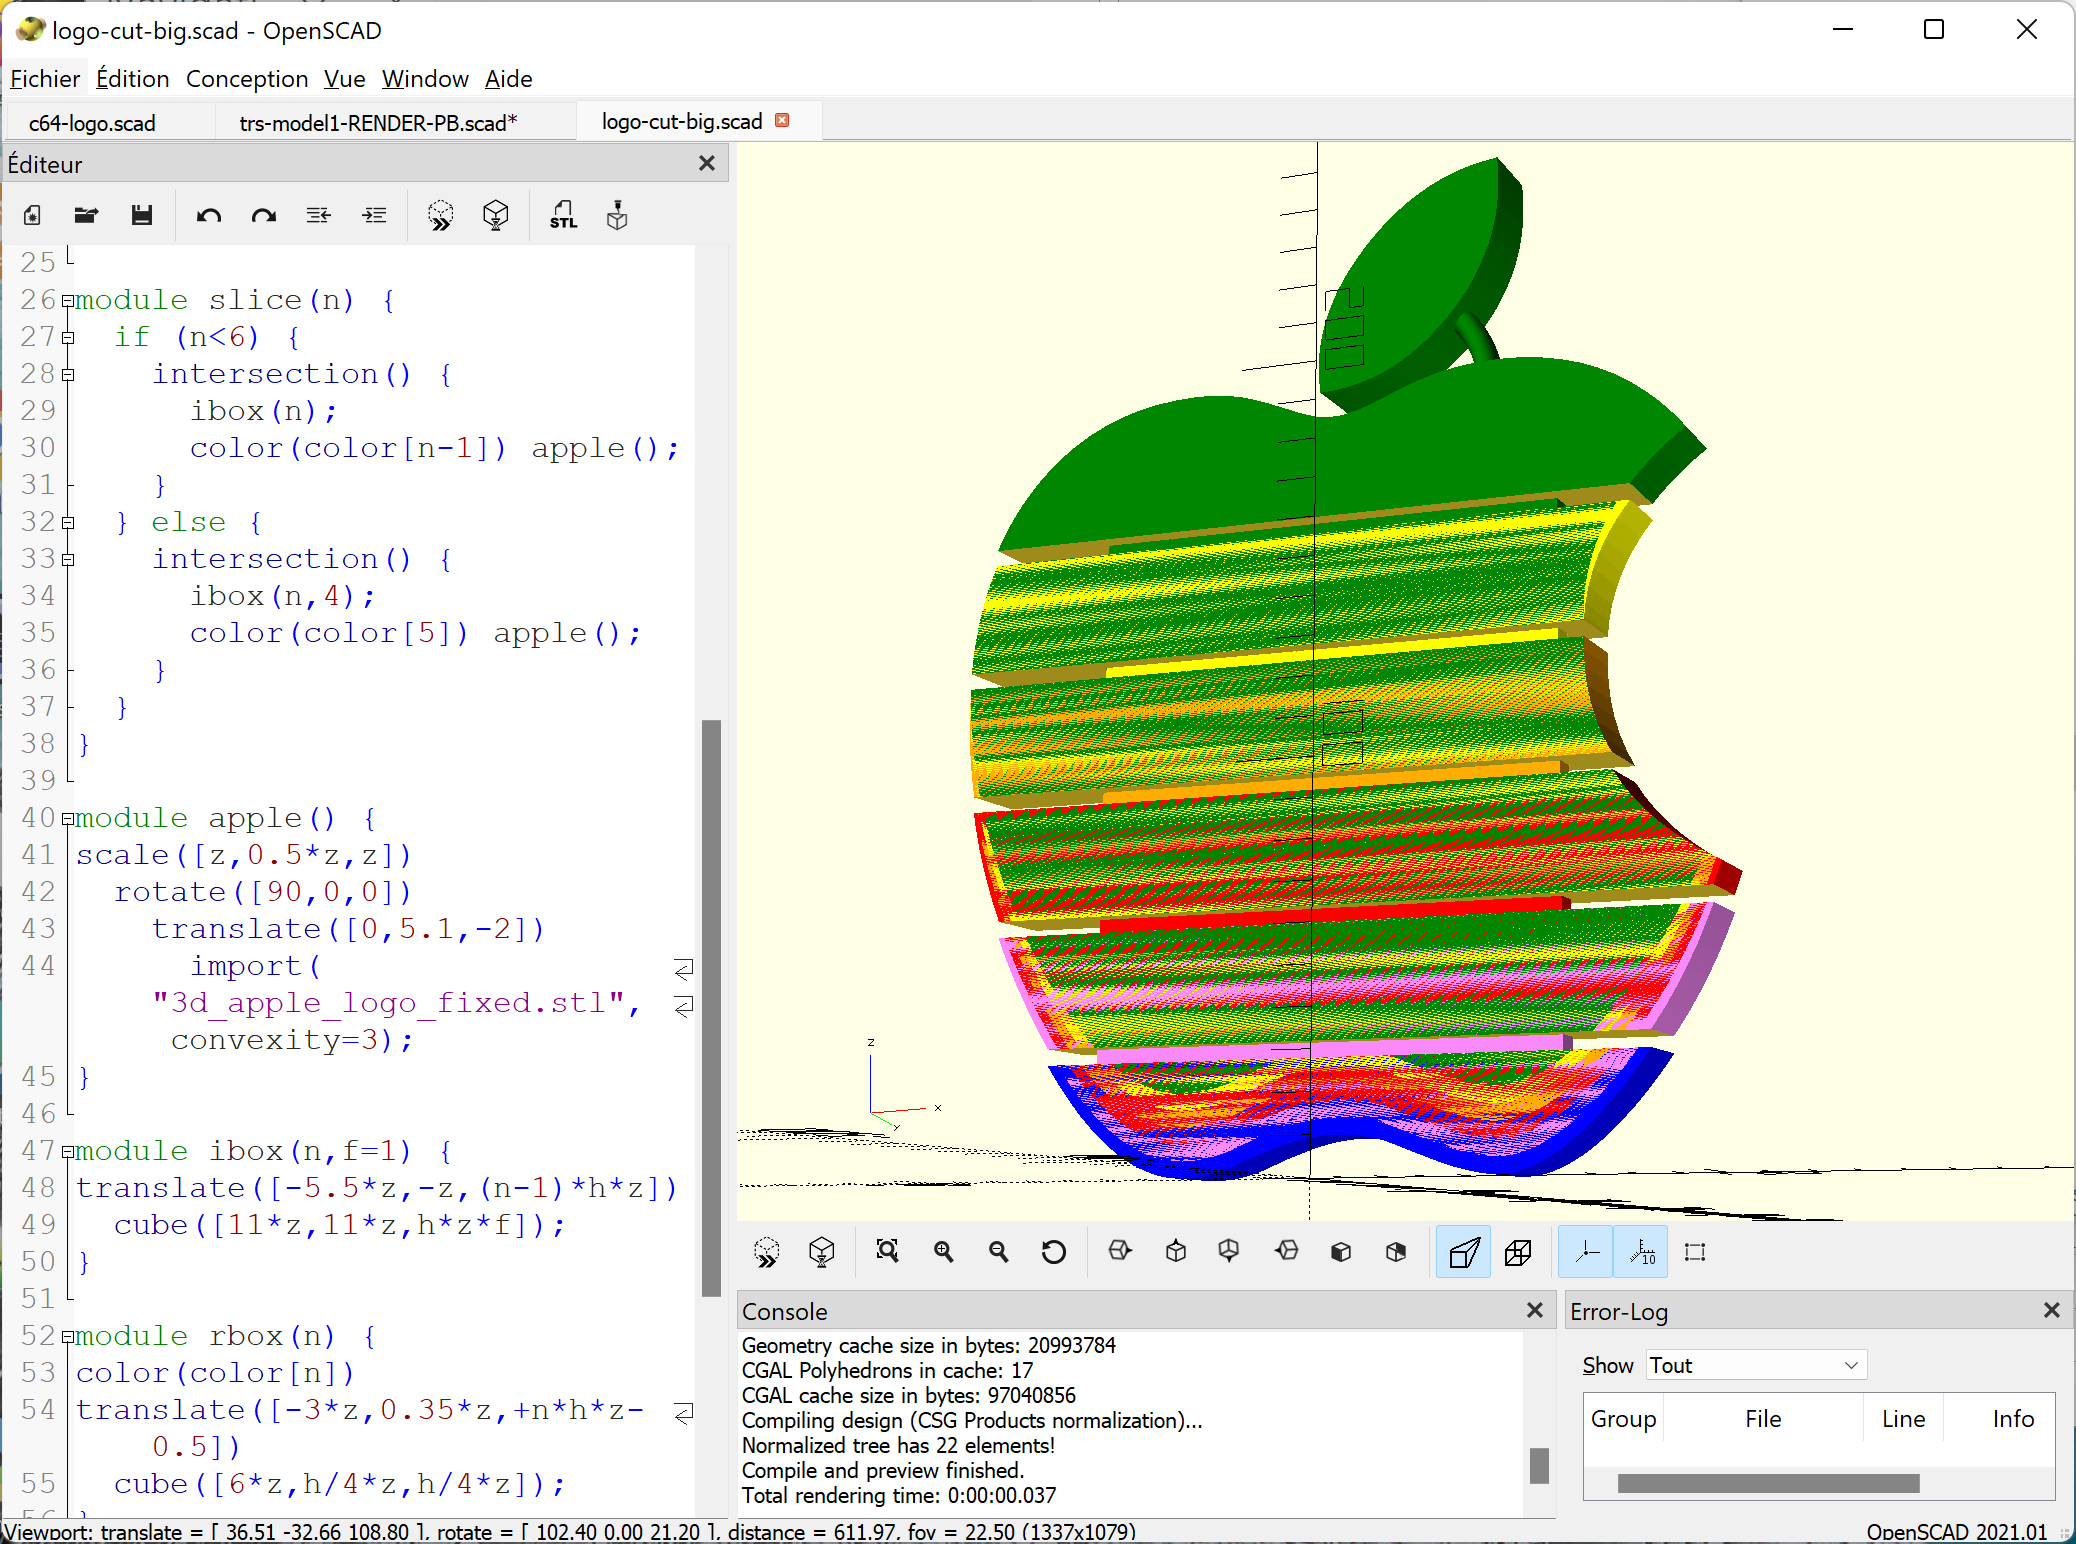 logo-cut-big.scad - OpenSCAD
Fichier Édition Conception Vue Window Aide
c64-logo.scad trs-model1-RENDER-PB.scad* logo-cut-big.scad
Éditeur
STL
25
26 module slice(n) {
27 if (n<6) {
28 intersection() {
29 ibox(n);
30 color(color[n-1]) apple();
31 }
32 } else {
33 intersection() {
34 ibox(n,4);
35 color(color[5]) apple();
36 }
37 }
38 }
39
40 module apple() {
41 scale([z,0.5*z,z])
42 rotate([90,0,0])
43 translate([0,5.1,-2])
44 import(
"3d_apple_logo_fixed.stl",
convexity=3);
45 }
46
47 module ibox(n,f=1) {
48 translate([-5.5*z,-z,(n-1)*h*z])
49 cube([11*z,11*z,h*z*f]);
50 }
51
52 module rbox(n) {
53 color(color[n])
54 translate([-3*z,0.35*z,+n*h*z-
0.5])
55 cube([6*z,h/4*z,h/4*z]);
56 }
z
x
y
10
Console
Geometry cache size in bytes: 20993784
CGAL Polyhedrons in cache: 17
CGAL cache size in bytes: 97040856
Compiling design (CSG Products normalization)...
Normalized tree has 22 elements!
Compile and preview finished.
Total rendering time: 0:00:00.037
Error-Log
Show Tout
Group File Line Info
Viewport: translate = [ 36.51 -32.66 108.80 ], rotate = [ 102.40 0.00 21.20 ], distance = 611.97, fov = 22.50 (1337x1079)
OpenSCAD 2021.01